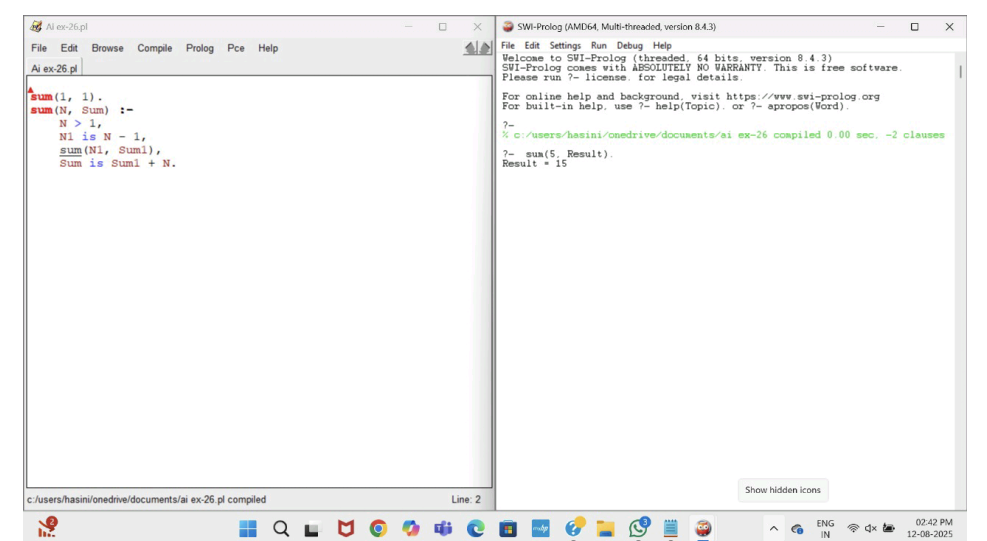 Ai ex-26.pl
File Edit Browse Compile Prolog Pce Help
Ai ex-26.pl
sum(1, 1).
sum(N, Sum) :-
    N > 1,
    N1 is N - 1,
    sum(N1, Sum1),
    Sum is Sum1 + N.
c:/users/hasini/onedrive/documents/ai ex-26.pl compiled
Line: 2
SWI-Prolog (AMD64, Multi-threaded, version 8.4.3)
File Edit Settings Run Debug Help
Welcome to SWI-Prolog (threaded, 64 bits, version 8.4.3)
SWI-Prolog comes with ABSOLUTELY NO WARRANTY. This is free software.
Please run ?- license. for legal details.
For online help and background, visit https://www.swi-prolog.org
For built-in help, use ?- help(Topic). or ?- apropos(Word).
?-
% c:/users/hasini/onedrive/documents/ai ex-26 compiled 0.00 sec, -2 clauses
?- sum(5, Result).
Result = 15
Show hidden icons
2
3
ENG
IN
02:42 PM
12-08-2025